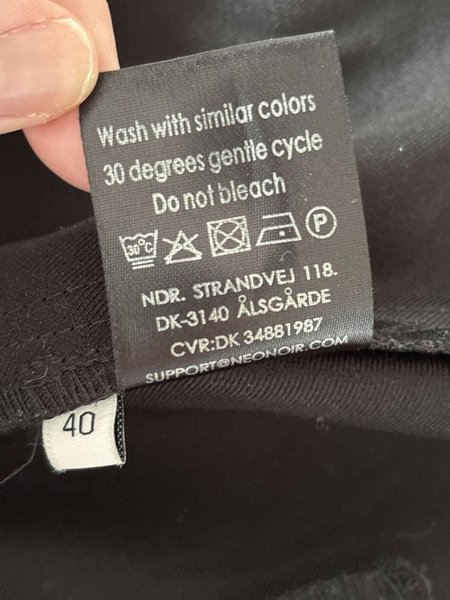 Wash with similar colors
30 degrees gentle cycle
Do not bleach
30°C P
NDR. STRANDVEJ 118.
DK-3140 ÅLSGÅRDE
CVR:DK 34881987
SUPPORT@NEONOIR.COM
40